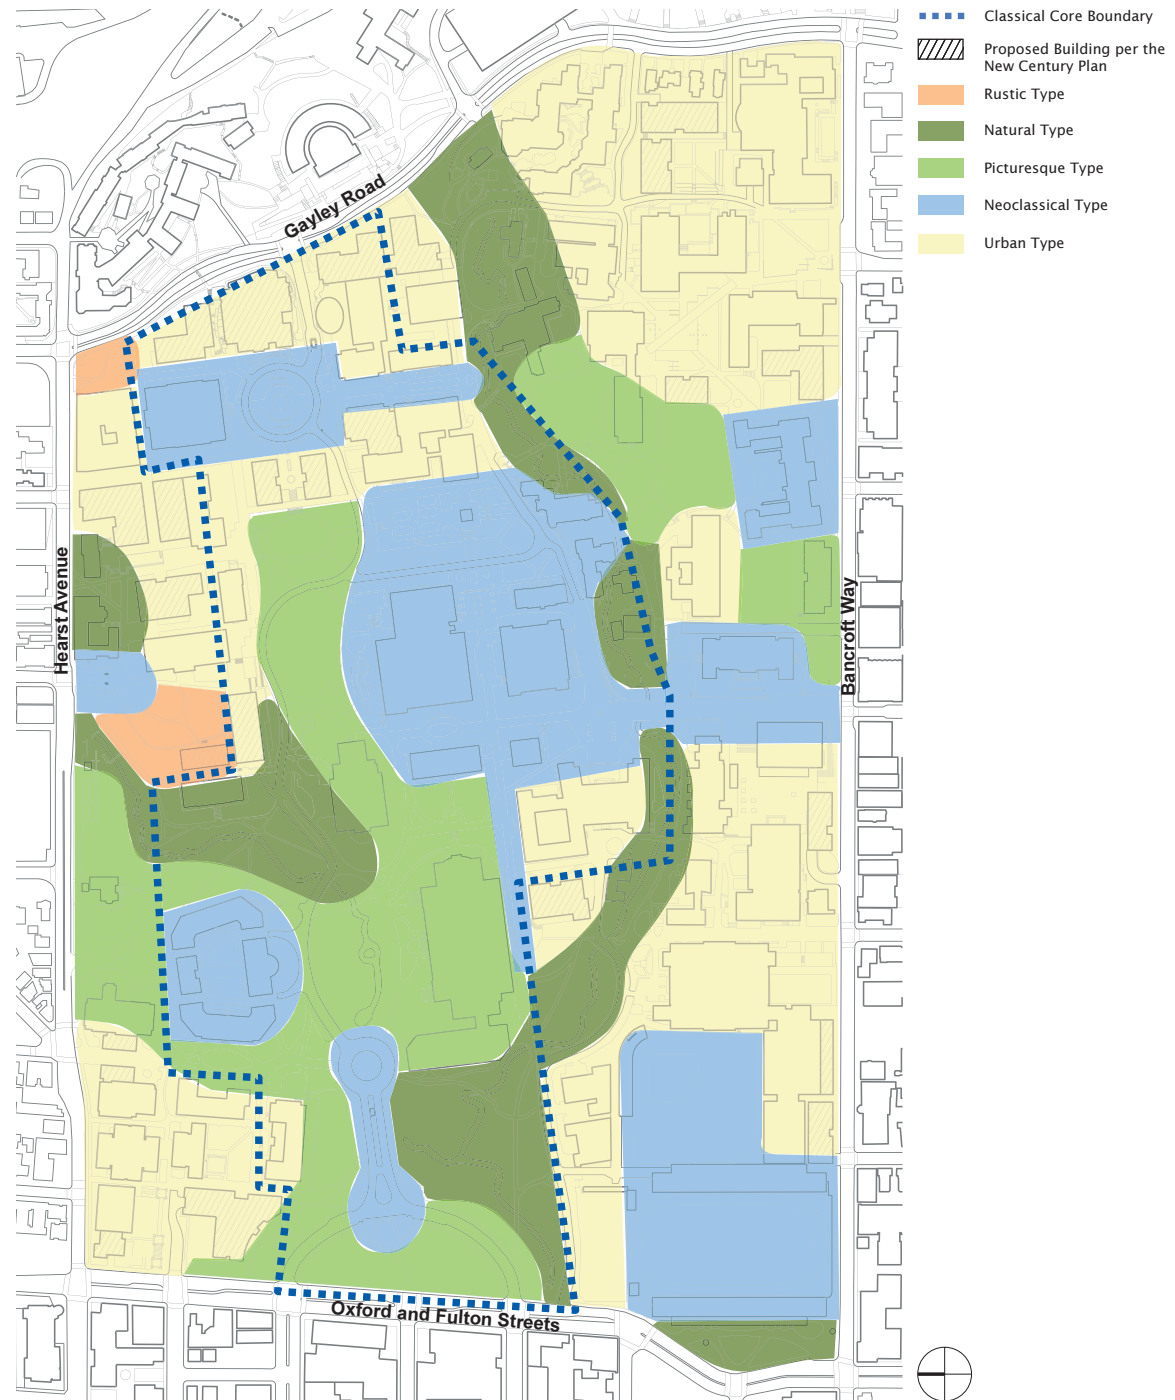 Classical Core Boundary
Proposed Building per the
New Century Plan
Rustic Type
Natural Type
Picturesque Type
Neoclassical Type
Urban Type
Gayley Road
Hearst Avenue
Bancroft Way
Oxford and Fulton Streets